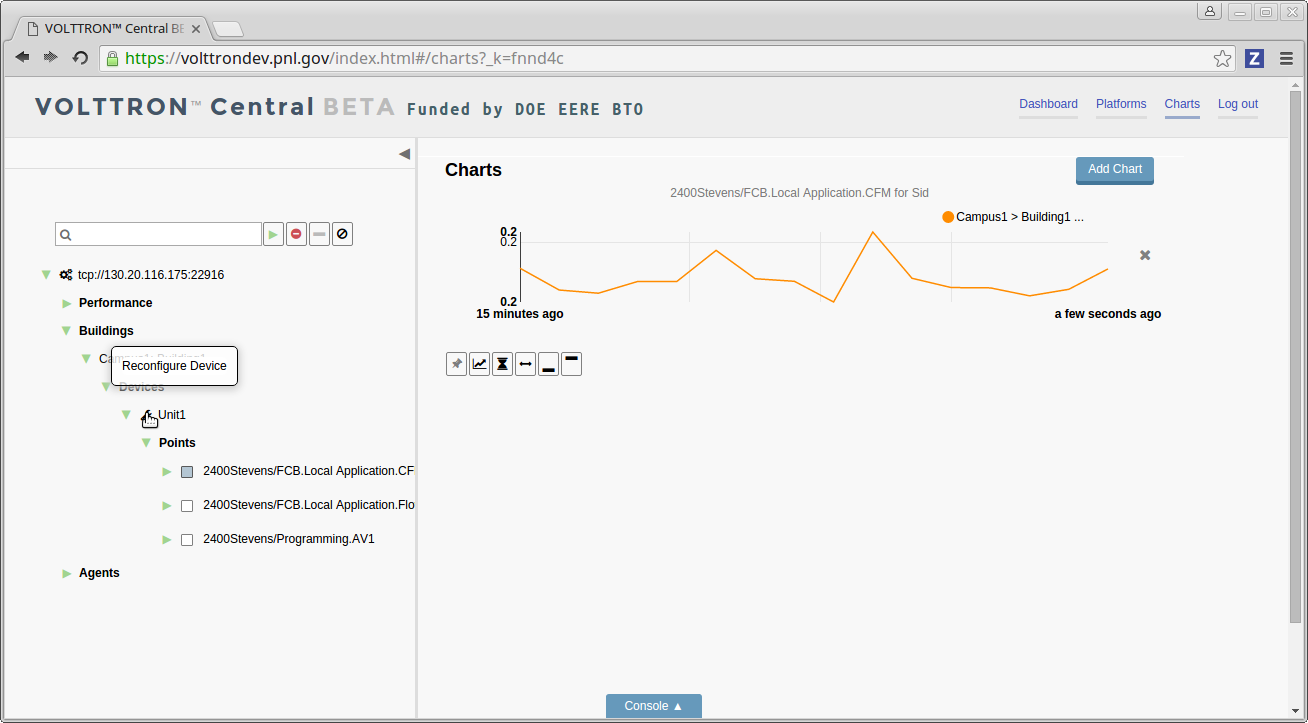 VOLTTRON™ Central BE
https://volttrondev.pnl.gov/index.html#/charts?_k=fnnd4c
Z
VOLTTRON™ Central BETA Funded by DOE EERE BTO
Dashboard Platforms Charts Log out
Charts
Add Chart
2400Stevens/FCB.Local Application.CFM for Sid
Campus1 > Building1 ...
0.2
0.2
0.2
15 minutes ago
a few seconds ago
tcp://130.20.116.175:22916
Performance
Buildings
Reconfigure Device
Devices
Unit1
Points
2400Stevens/FCB.Local Application.CF
2400Stevens/FCB.Local Application.Flo
2400Stevens/Programming.AV1
Agents
Console ▲